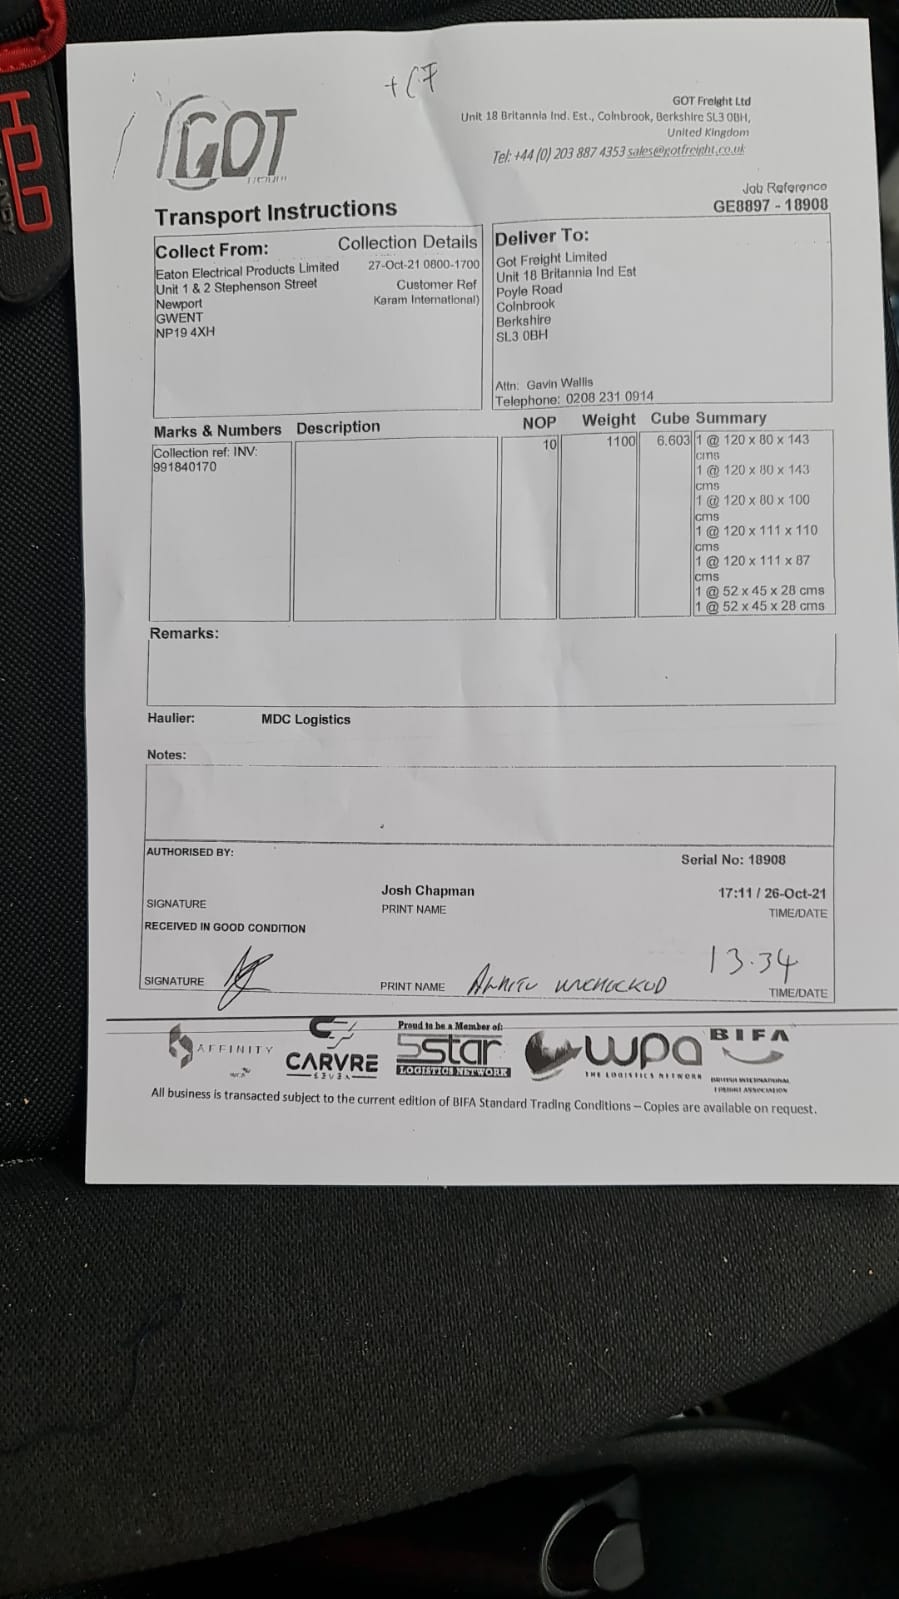 GOT
GOT Freight Ltd
Unit 18 Britannia Ind. Est., Colnbrook, Berkshire SL3 0BH,
United Kingdom
Tel: +44 (0) 203 887 4353 sales@gotfreight.co.uk
Job Reference
GE8897 - 18908
Transport Instructions
Collect From: Collection Details
Eaton Electrical Products Limited 27-Oct-21 0800-1700
Unit 1 & 2 Stephenson Street Customer Ref
Newport Karam International)
GWENT
NP19 4XH
Deliver To:
Got Freight Limited
Unit 18 Britannia Ind Est
Poyle Road
Colnbrook
Berkshire
SL3 0BH
Attn: Gavin Wallis
Telephone: 0208 231 0914
Marks & Numbers Description NOP Weight Cube Summary
Collection ref: INV: 10 1100 6.603 1 @ 120 x 80 x 143
991840170
cms
1 @ 120 x 80 x 143
cms
1 @ 120 x 80 x 100
cms
1 @ 120 x 111 x 110
cms
1 @ 120 x 111 x 87
cms
1 @ 52 x 45 x 28 cms
1 @ 52 x 45 x 28 cms
Remarks:
Haulier: MDC Logistics
Notes:
AUTHORISED BY:
Serial No: 18908
Josh Chapman 17:11 / 26-Oct-21
SIGNATURE PRINT NAME TIME/DATE
RECEIVED IN GOOD CONDITION
13.34
SIGNATURE PRINT NAME UNCHUCKUD TIME/DATE
AFFINITY
CARVRE
SEVEN
Proud to be a Member of:
5star
LOGISTICS NETWORK
wpa
THE LOGISTICS NETWORK
BIFA
BRITISH INTERNATIONAL
FREIGHT ASSOCIATION
All business is transacted subject to the current edition of BIFA Standard Trading Conditions – Copies are available on request.